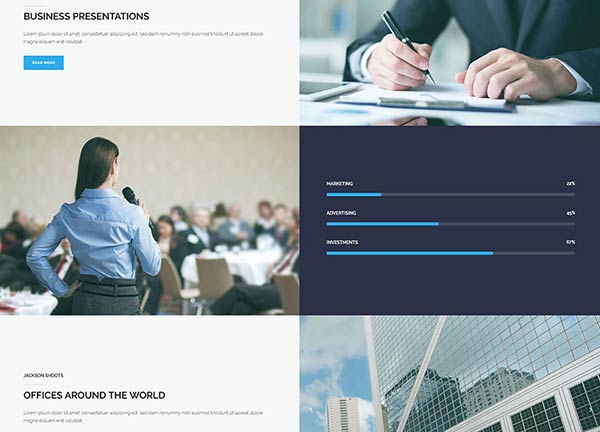 BUSINESS PRESENTATIONS
Lorem ipsum dolor sit amet, consectetuer adipiscing elit, sed diam nonummy nibh euismod tincidunt ut laoreet dolore
magna aliquam erat volutpat
READ MORE
MARKETING 22%
ADVERTISING 45%
INVESTMENTS 67%
JACKSON SHOOTS
OFFICES AROUND THE WORLD
Lorem ipsum dolor sit amet, consectetuer adipiscing elit, sed diam nonummy nibh euismod tincidunt ut laoreet dolore
magna aliquam erat volutpat